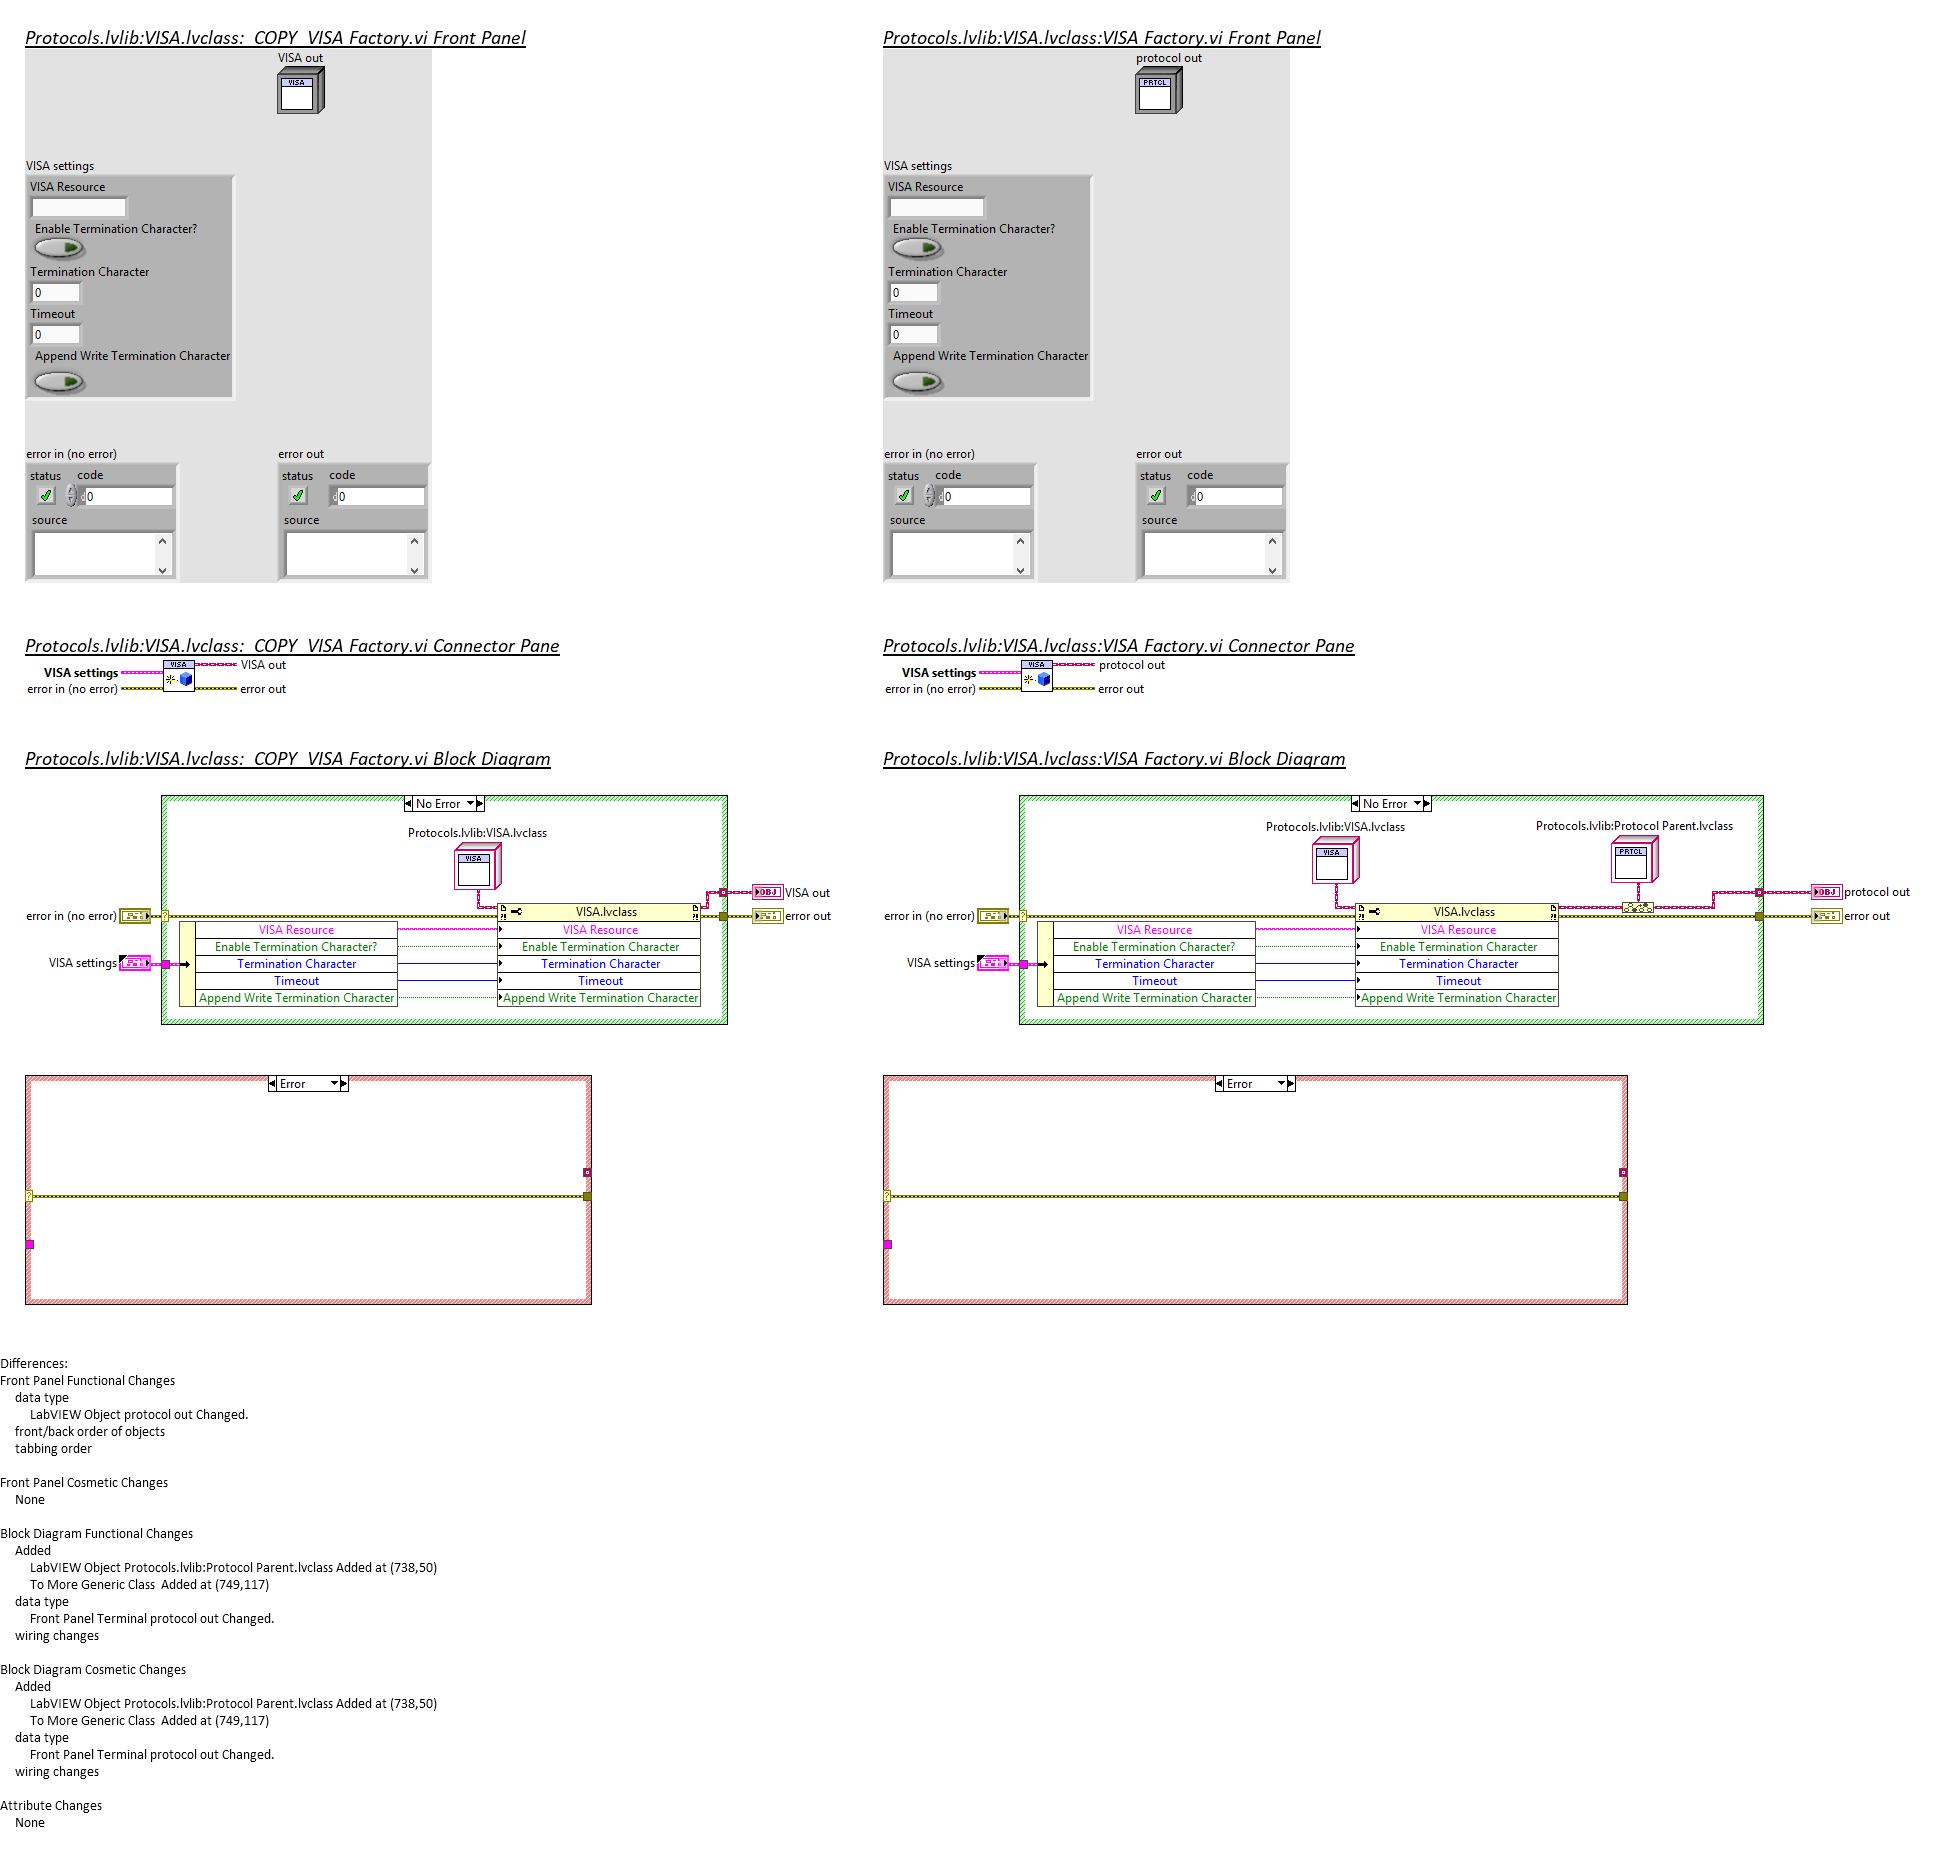 Protocols.lvlib:VISA.lvclass:_COPY_VISA Factory.vi Front Panel
VISA out
VISA
VISA settings
VISA Resource
Enable Termination Character?
Termination Character
0
Timeout
0
Append Write Termination Character
error in (no error)
status code
0
source
error out
status code
0
source
Protocols.lvlib:VISA.lvclass:VISA Factory.vi Front Panel
protocol out
PRTCL
VISA settings
VISA Resource
Enable Termination Character?
Termination Character
0
Timeout
0
Append Write Termination Character
error in (no error)
status code
0
source
error out
status code
0
source
Protocols.lvlib:VISA.lvclass:_COPY_VISA Factory.vi Connector Pane
VISA settings
error in (no error)
VISA
VISA out
error out
Protocols.lvlib:VISA.lvclass:VISA Factory.vi Connector Pane
VISA settings
error in (no error)
VISA
protocol out
error out
Protocols.lvlib:VISA.lvclass:_COPY_VISA Factory.vi Block Diagram
No Error
Protocols.lvlib:VISA.lvclass
VISA
OBJ VISA out
error in (no error)
?
VISA.lvclass
?!
?!
error out
VISA Resource VISA Resource
Enable Termination Character? Enable Termination Character
VISA settings
Termination Character Termination Character
Timeout Timeout
Append Write Termination Character Append Write Termination Character
Error
?
Protocols.lvlib:VISA.lvclass:VISA Factory.vi Block Diagram
No Error
Protocols.lvlib:VISA.lvclass
VISA
Protocols.lvlib:Protocol Parent.lvclass
PRTCL
OBJ protocol out
error in (no error)
?
VISA.lvclass
?!
?!
error out
VISA Resource VISA Resource
Enable Termination Character? Enable Termination Character
VISA settings
Termination Character Termination Character
Timeout Timeout
Append Write Termination Character Append Write Termination Character
Error
?
Differences:
Front Panel Functional Changes
data type
LabVIEW Object protocol out Changed.
front/back order of objects
tabbing order
Front Panel Cosmetic Changes
None
Block Diagram Functional Changes
Added
LabVIEW Object Protocols.lvlib:Protocol Parent.lvclass Added at (738,50)
To More Generic Class  Added at (749,117)
data type
Front Panel Terminal protocol out Changed.
wiring changes
Block Diagram Cosmetic Changes
Added
LabVIEW Object Protocols.lvlib:Protocol Parent.lvclass Added at (738,50)
To More Generic Class  Added at (749,117)
data type
Front Panel Terminal protocol out Changed.
wiring changes
Attribute Changes
None